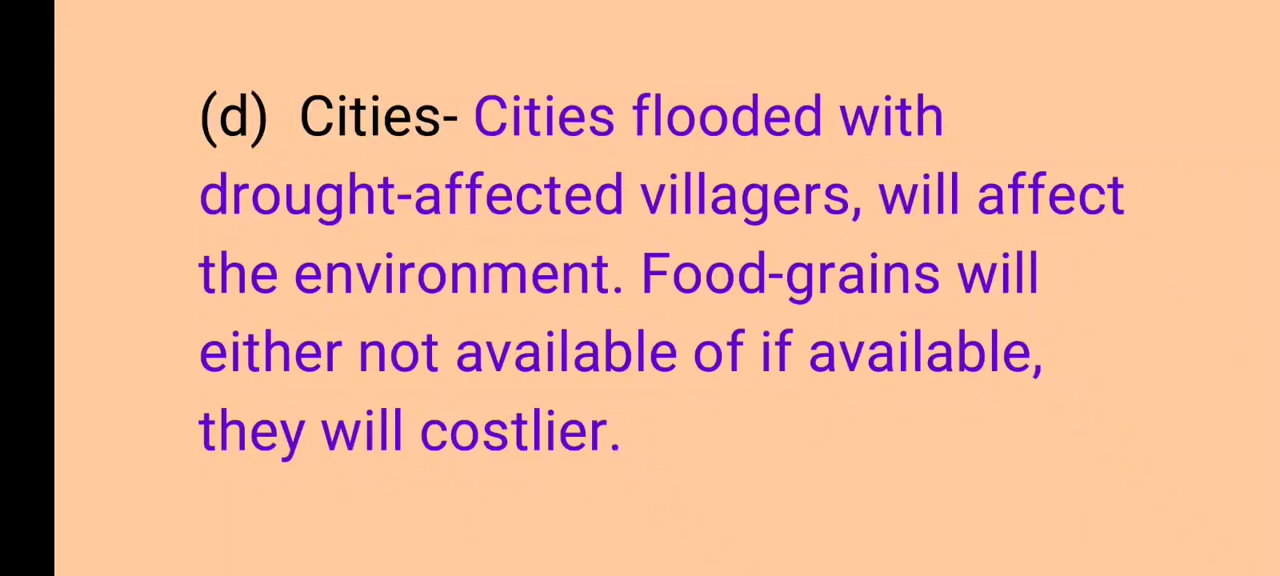 (d) Cities- Cities flooded with
drought-affected villagers, will affect
the environment. Food-grains will
either not available of if available,
they will costlier.